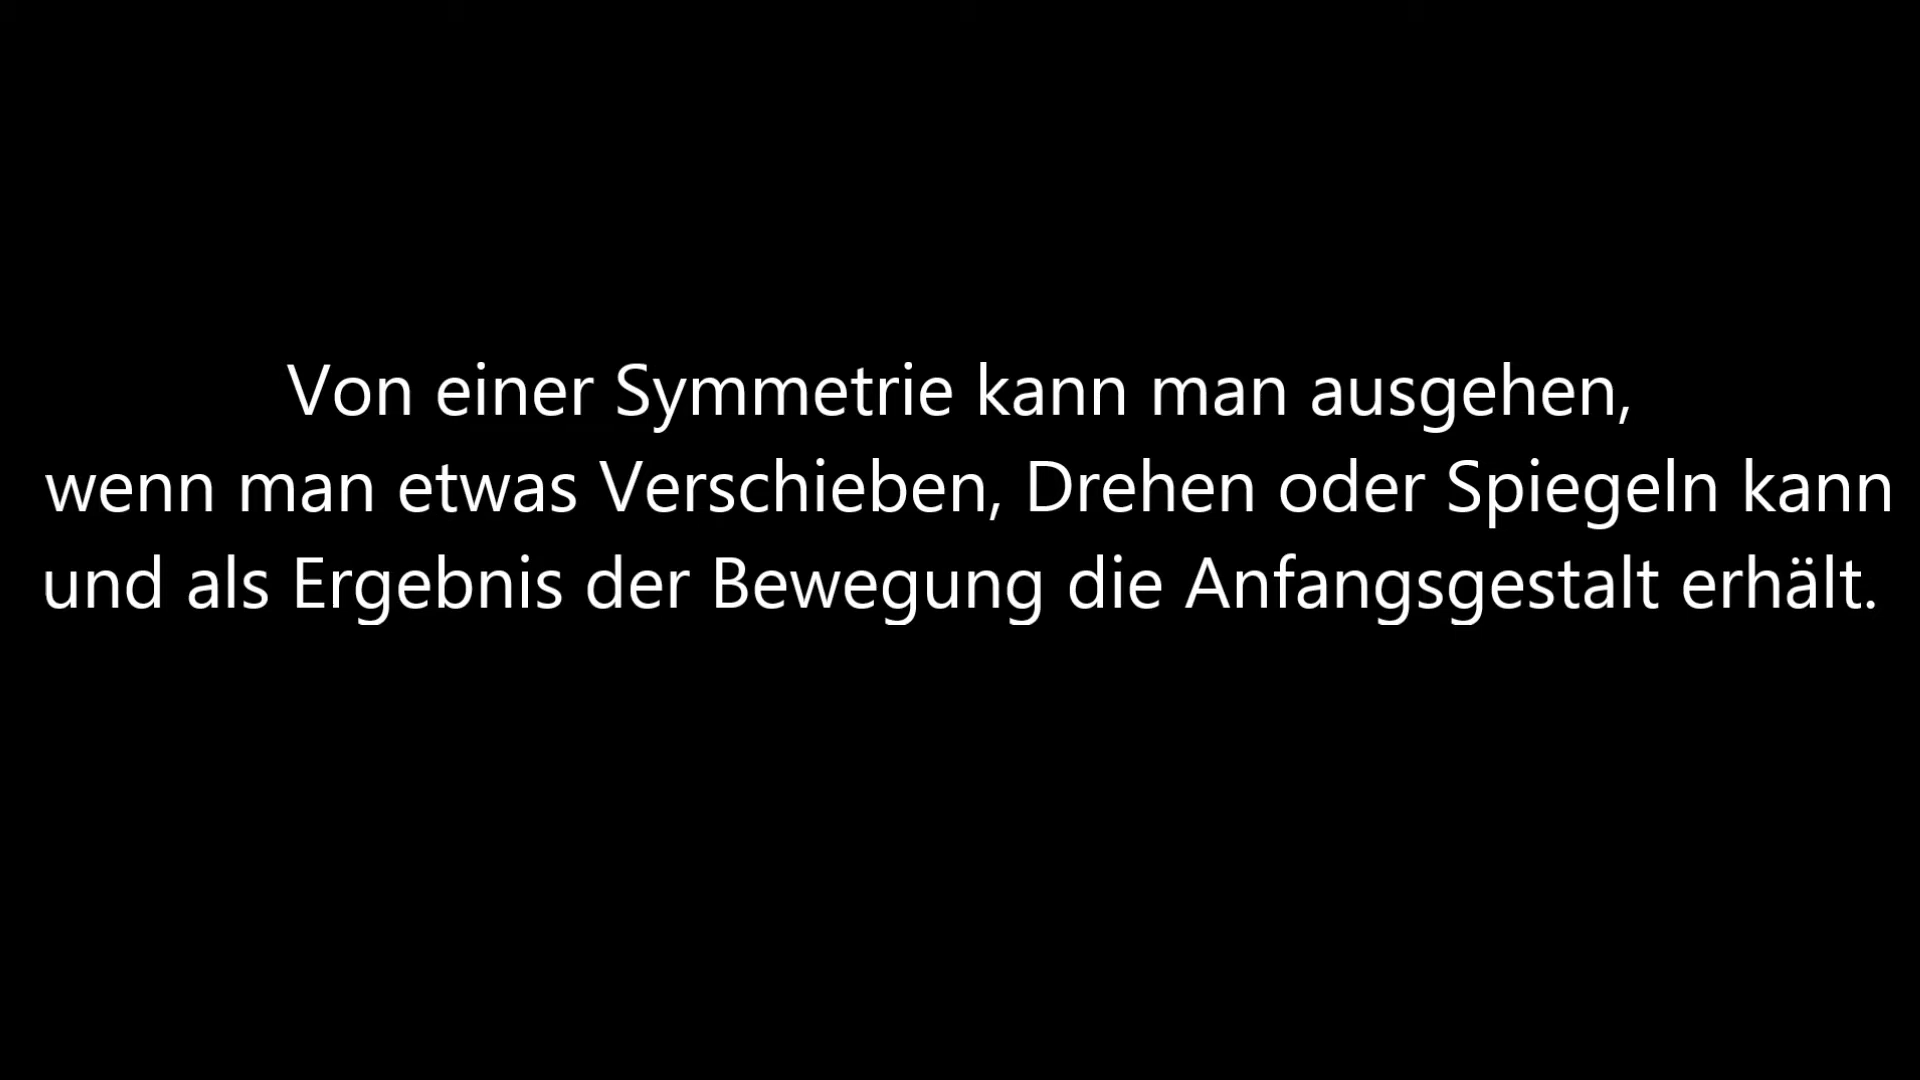 Von einer Symmetrie kann man ausgehen,
wenn man etwas Verschieben, Drehen oder Spiegeln kann
und als Ergebnis der Bewegung die Anfangsgestalt erhält.